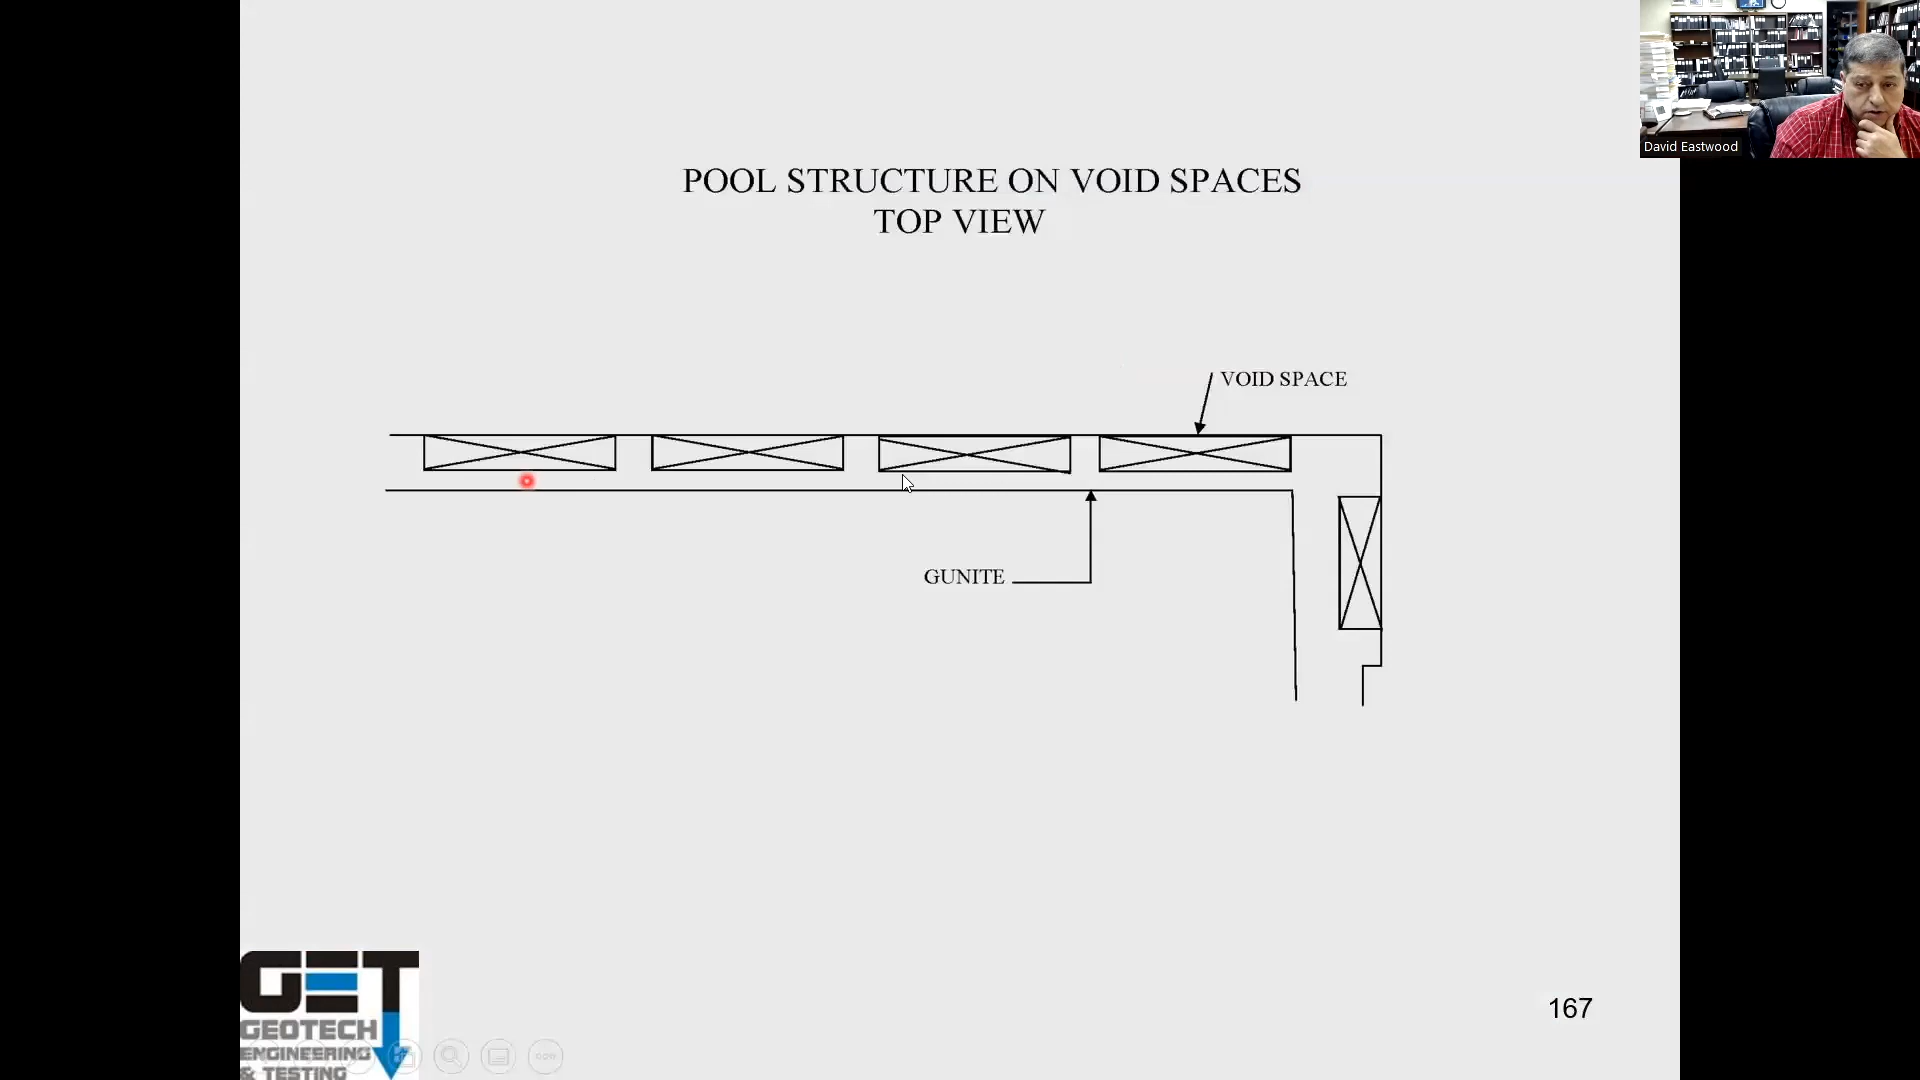 David Eastwood
POOL STRUCTURE ON VOID SPACES
TOP VIEW
VOID SPACE
GUNITE
GET
GEOTECH
ENGINEERING
& TESTING
167